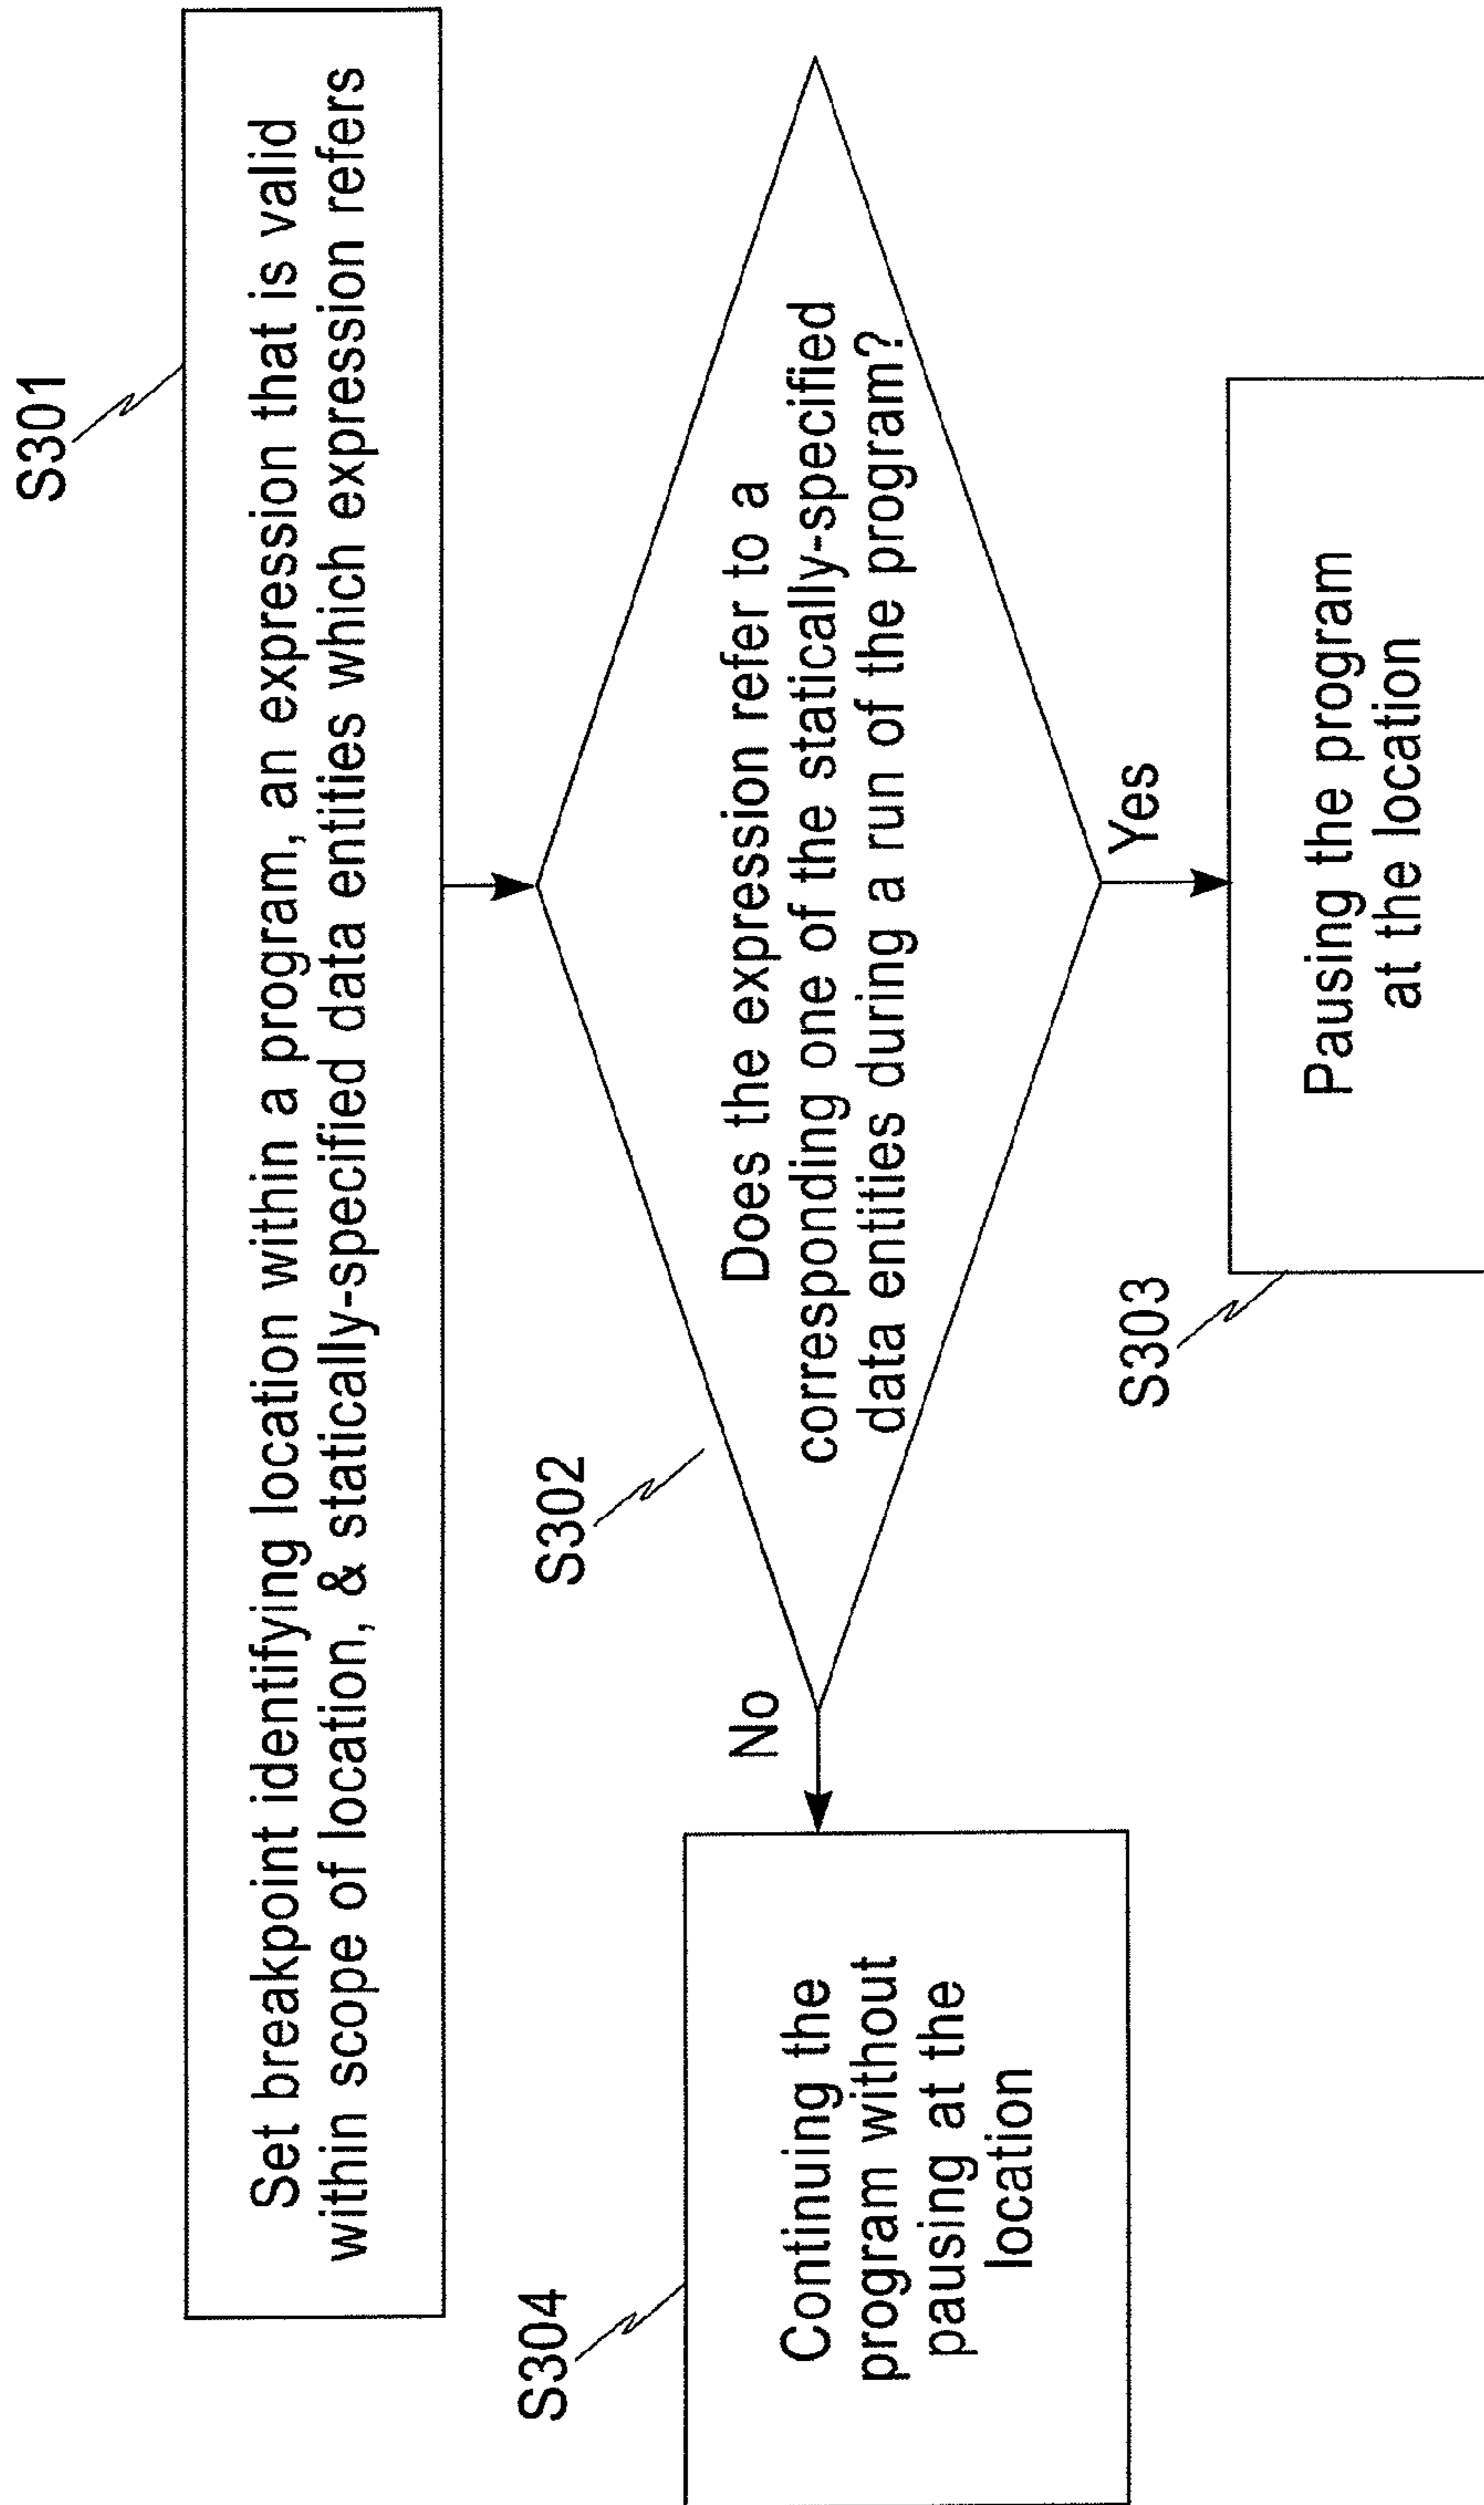 S301
Set breakpoint identifying location within a program, an expression that is valid
within scope of location, & statically-specified data entities which expression refers
S302
Does the expression refer to a
corresponding one of the statically-specified
data entities during a run of the program?
No
Yes
S304
Continuing the
program without
pausing at the
location
S303
Pausing the program
at the location